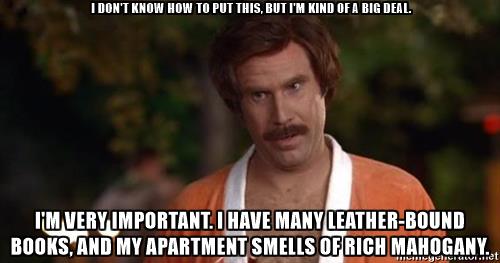 I DON'T KNOW HOW TO PUT THIS, BUT I'M KIND OF A BIG DEAL.
I'M VERY IMPORTANT. I HAVE MANY LEATHER-BOUND
BOOKS, AND MY APARTMENT SMELLS OF RICH MAHOGANY.
memegenerator.net